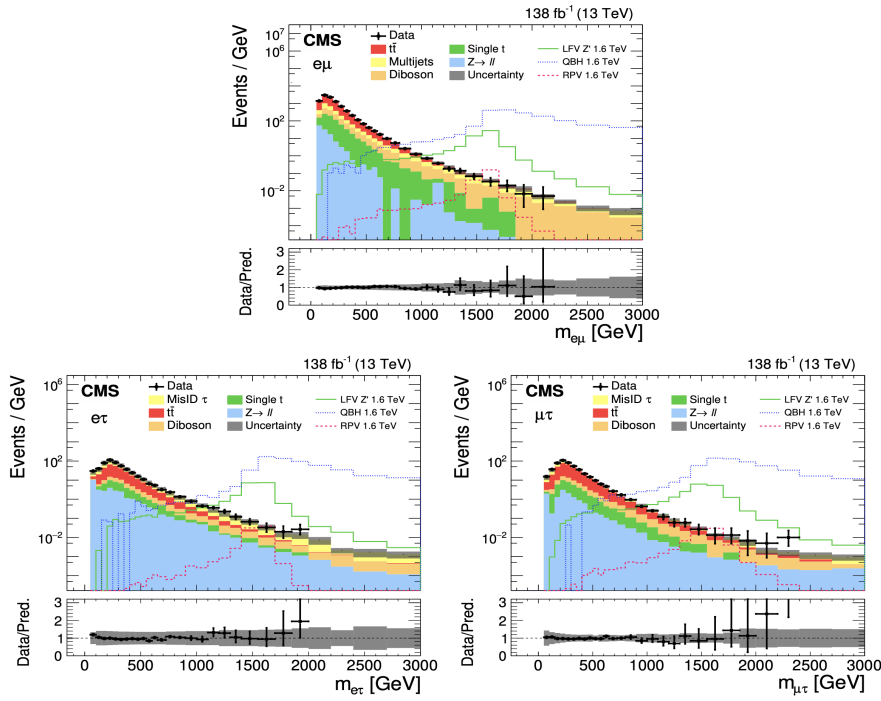 138 fb⁻¹ (13 TeV)
Events / GeV
10⁷
10⁶
10²
10⁻²
CMS
eμ
Data
tt̄
Multijets
Diboson
Single t
Z→ ll
Uncertainty
LFV Z' 1.6 TeV
QBH 1.6 TeV
RPV 1.6 TeV
Data/Pred.
3
2
1
0
0 500 1000 1500 2000 2500 3000
m_eμ [GeV]
138 fb⁻¹ (13 TeV)
Events / GeV
10⁶
10²
10⁻²
CMS
eτ
Data
MisID τ
tt̄
Diboson
Single t
Z→ ll
Uncertainty
LFV Z' 1.6 TeV
QBH 1.6 TeV
RPV 1.6 TeV
Data/Pred.
3
2
1
0
0 500 1000 1500 2000 2500 3000
m_eτ [GeV]
138 fb⁻¹ (13 TeV)
Events / GeV
10⁶
10²
10⁻²
CMS
μτ
Data
MisID τ
tt̄
Diboson
Single t
Z→ ll
Uncertainty
LFV Z' 1.6 TeV
QBH 1.6 TeV
RPV 1.6 TeV
Data/Pred.
3
2
1
0
0 500 1000 1500 2000 2500 3000
m_μτ [GeV]